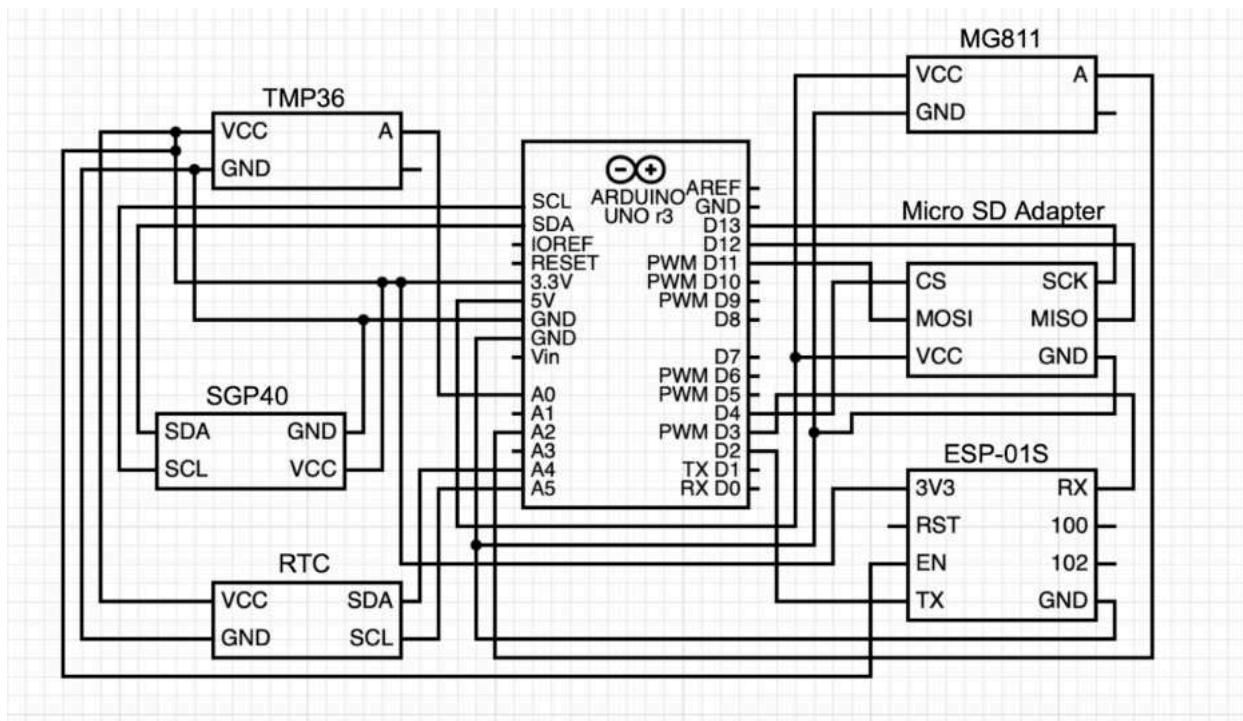 MG811
VCC A
GND
TMP36
VCC A
GND
ARDUINO
UNO r3
SCL
SDA
IOREF
RESET
3.3V
5V
GND
GND
Vin
A0
A1
A2
A3
A4
A5
AREF
GND
D13
D12
PWM D11
PWM D10
PWM D9
D8
D7
PWM D6
PWM D5
D4
PWM D3
D2
TX D1
RX D0
Micro SD Adapter
CS SCK
MOSI MISO
VCC GND
SGP40
SDA GND
SCL VCC
ESP-01S
3V3 RX
RST 100
EN 102
TX GND
RTC
VCC SDA
GND SCL